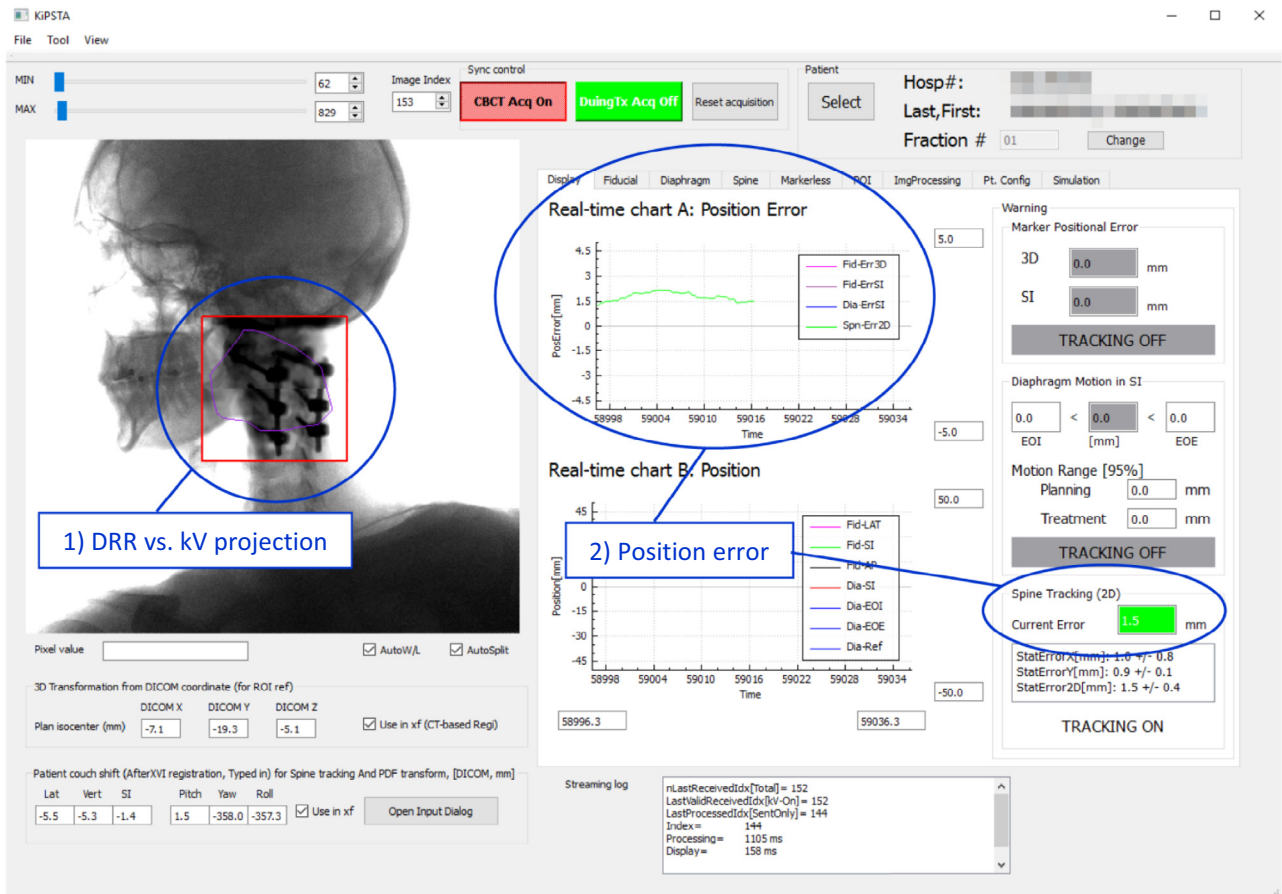 KiPSTA
File Tool View
MIN 62
MAX 829
Image Index
153
Sync control
CBCT Acq On
DuingTx Acq Off
Reset acquisition
Patient
Select
Hosp#:
Last,First:
Fraction # 01 Change
Display Fiducial Diaphragm Spine Markerless ROI ImgProcessing Pt. Config Simulation
Real-time chart A: Position Error
5.0
4.5
3
1.5
0
-1.5
-3
-4.5
PosError[mm]
Fid-Err3D
Fid-ErrSI
Dia-ErrSI
Spn-Err2D
58998 59004 59010 59016 59022 59028 59034
Time
-5.0
Real-time chart B: Position
50.0
45
0
-15
-30
-45
Position[mm]
Fid-LAT
Fid-SI
Fid-AP
Dia-SI
Dia-EOI
Dia-EOE
Dia-Ref
58998 59004 59010 59016 59022 59028 59034
Time
-50.0
58996.3
59036.3
1) DRR vs. kV projection
2) Position error
Warning
Marker Positional Error
3D 0.0 mm
SI 0.0 mm
TRACKING OFF
Diaphragm Motion in SI
0.0 < 0.0 < 0.0
EOI [mm] EOE
Motion Range [95%]
Planning 0.0 mm
Treatment 0.0 mm
TRACKING OFF
Spine Tracking (2D)
Current Error 1.5 mm
StatErrorX[mm]: 1.0 +/- 0.8
StatErrorY[mm]: 0.9 +/- 0.1
StatError2D[mm]: 1.5 +/- 0.4
TRACKING ON
Pixel value
AutoW/L
AutoSplit
3D Transformation from DICOM coordinate (for ROI ref)
DICOM X DICOM Y DICOM Z
Plan isocenter (mm) -7.1 -19.3 -5.1
Use in xf (CT-based Regi)
Patient couch shift (AfterXVI registration, Typed in) for Spine tracking And PDF transform, [DICOM, mm]
Lat Vert SI Pitch Yaw Roll
-5.5 -5.3 -1.4 1.5 -358.0 -357.3 Use in xf Open Input Dialog
Streaming log
nLastReceivedIdx[Total]= 152
LastValidReceivedIdx[kV-On]= 152
LastProcessedIdx[SentOnly]= 144
Index= 144
Processing= 1105 ms
Display= 158 ms